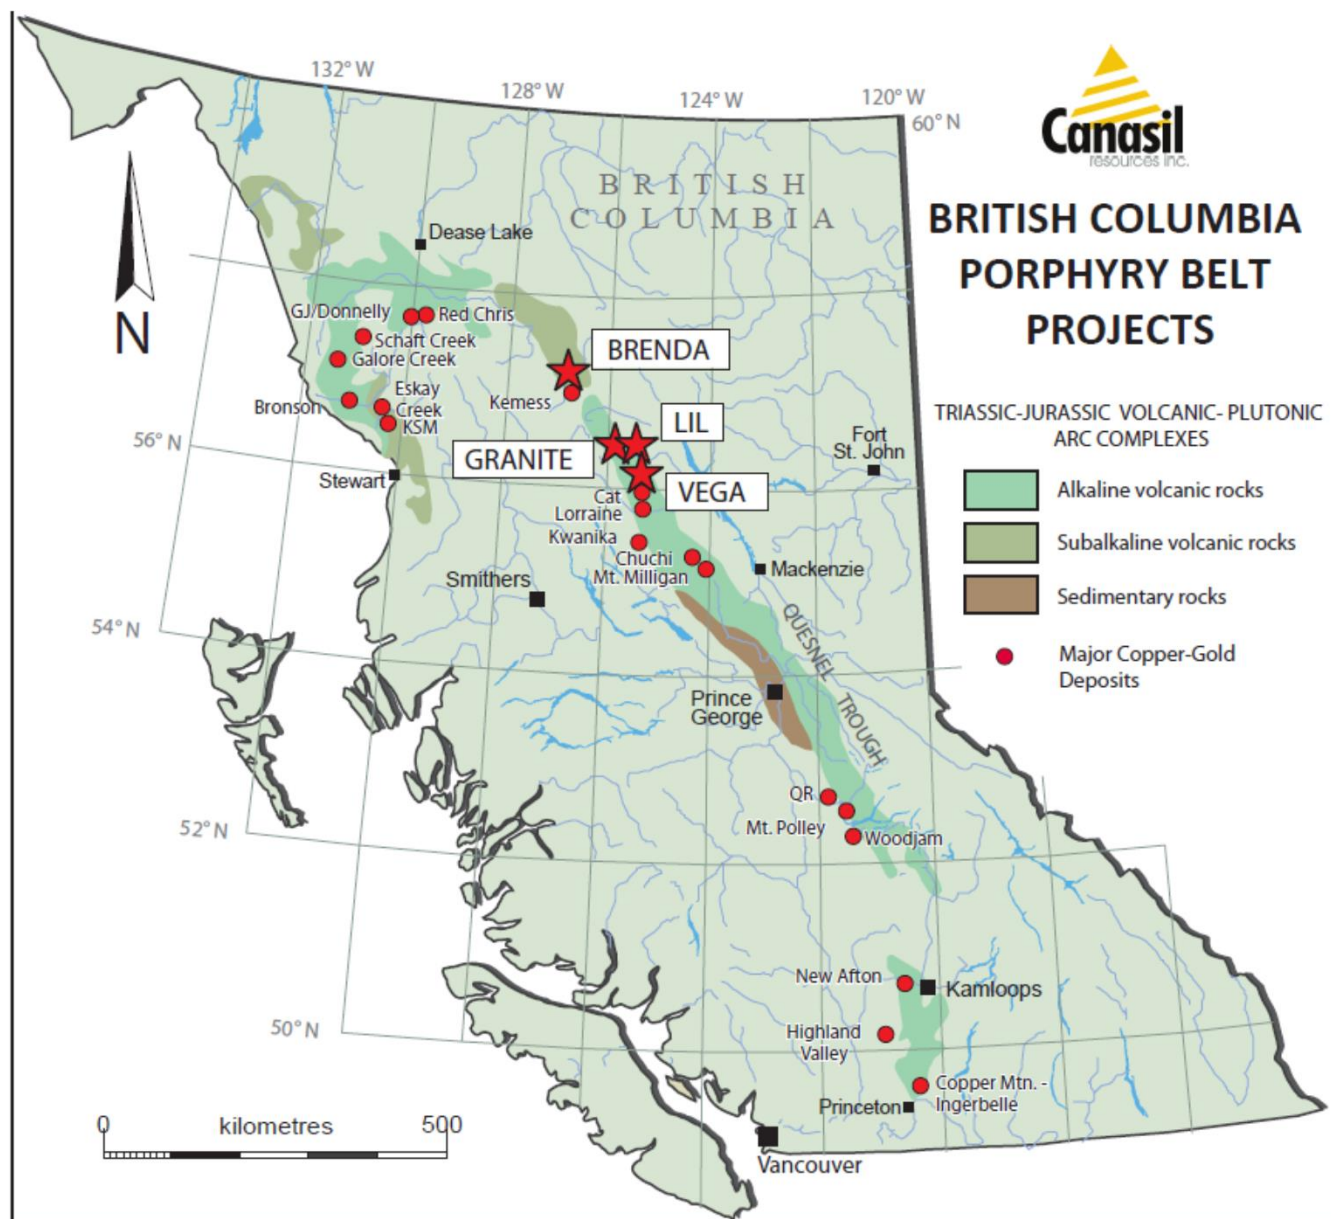 132° W
128° W
124° W
120° W
60° N
Canasil
resources inc.
BRITISH COLUMBIA
PORPHYRY BELT
PROJECTS
BRITISH
COLUMBIA
N
Dease Lake
GJ/Donnelly
Red Chris
Schaft Creek
Galore Creek
Bronson
Eskay
Creek
KSM
BRENDA
Kemess
LIL
GRANITE
VEGA
Fort
St. John
56° N
Stewart
Cat
Lorraine
Kwanika
Chuchi
Mt. Milligan
Mackenzie
Smithers
54° N
QUESNEL TROUGH
Prince
George
QR
Mt. Polley
Woodjam
52° N
New Afton
Kamloops
Highland
Valley
50° N
Copper Mtn. -
Ingerbelle
Princeton
Vancouver
0 kilometres 500
TRIASSIC-JURASSIC VOLCANIC- PLUTONIC
ARC COMPLEXES
Alkaline volcanic rocks
Subalkaline volcanic rocks
Sedimentary rocks
Major Copper-Gold
Deposits